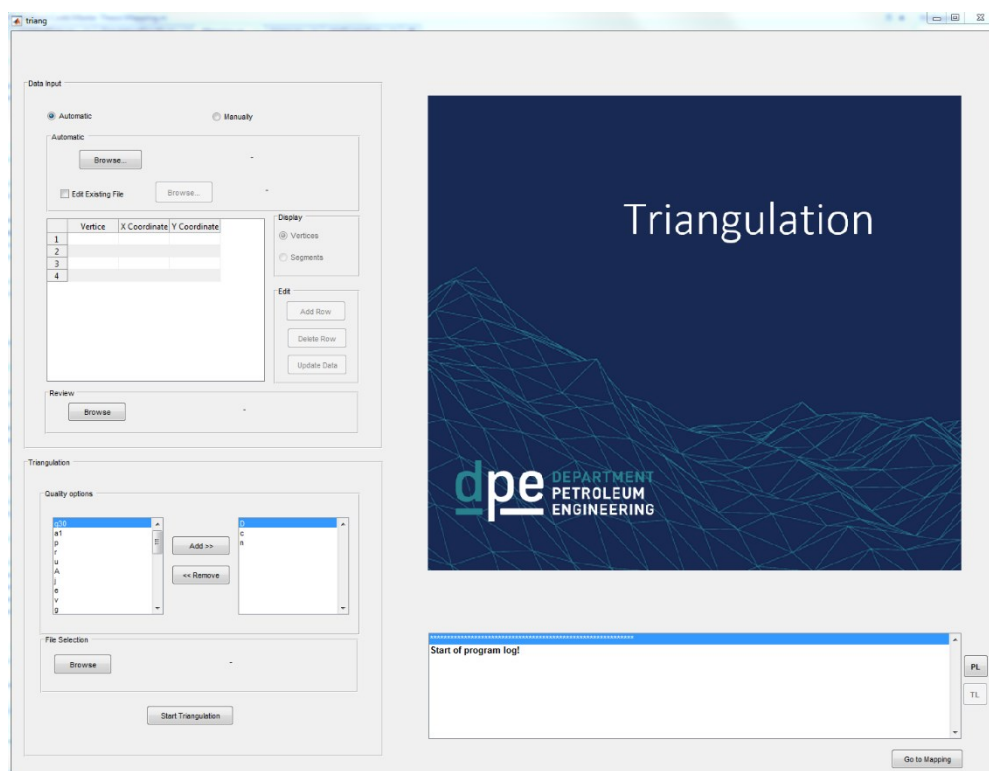 triang
Data Input
Automatic
Manually
Automatic
Browse...
-
Edit Existing File
Browse...
-
Vertice X Coordinate Y Coordinate
1
2
3
4
Display
Vertices
Segments
Edit
Add Row
Delete Row
Update Data
Review
Browse
-
Triangulation
Quality options
q30
a1
p
r
u
A
j
e
v
g
Add >>
<< Remove
D
c
n
File Selection
Browse
-
Start Triangulation
Triangulation
dpe DEPARTMENT
PETROLEUM
ENGINEERING
Start of program log!
PL
TL
Go to Mapping